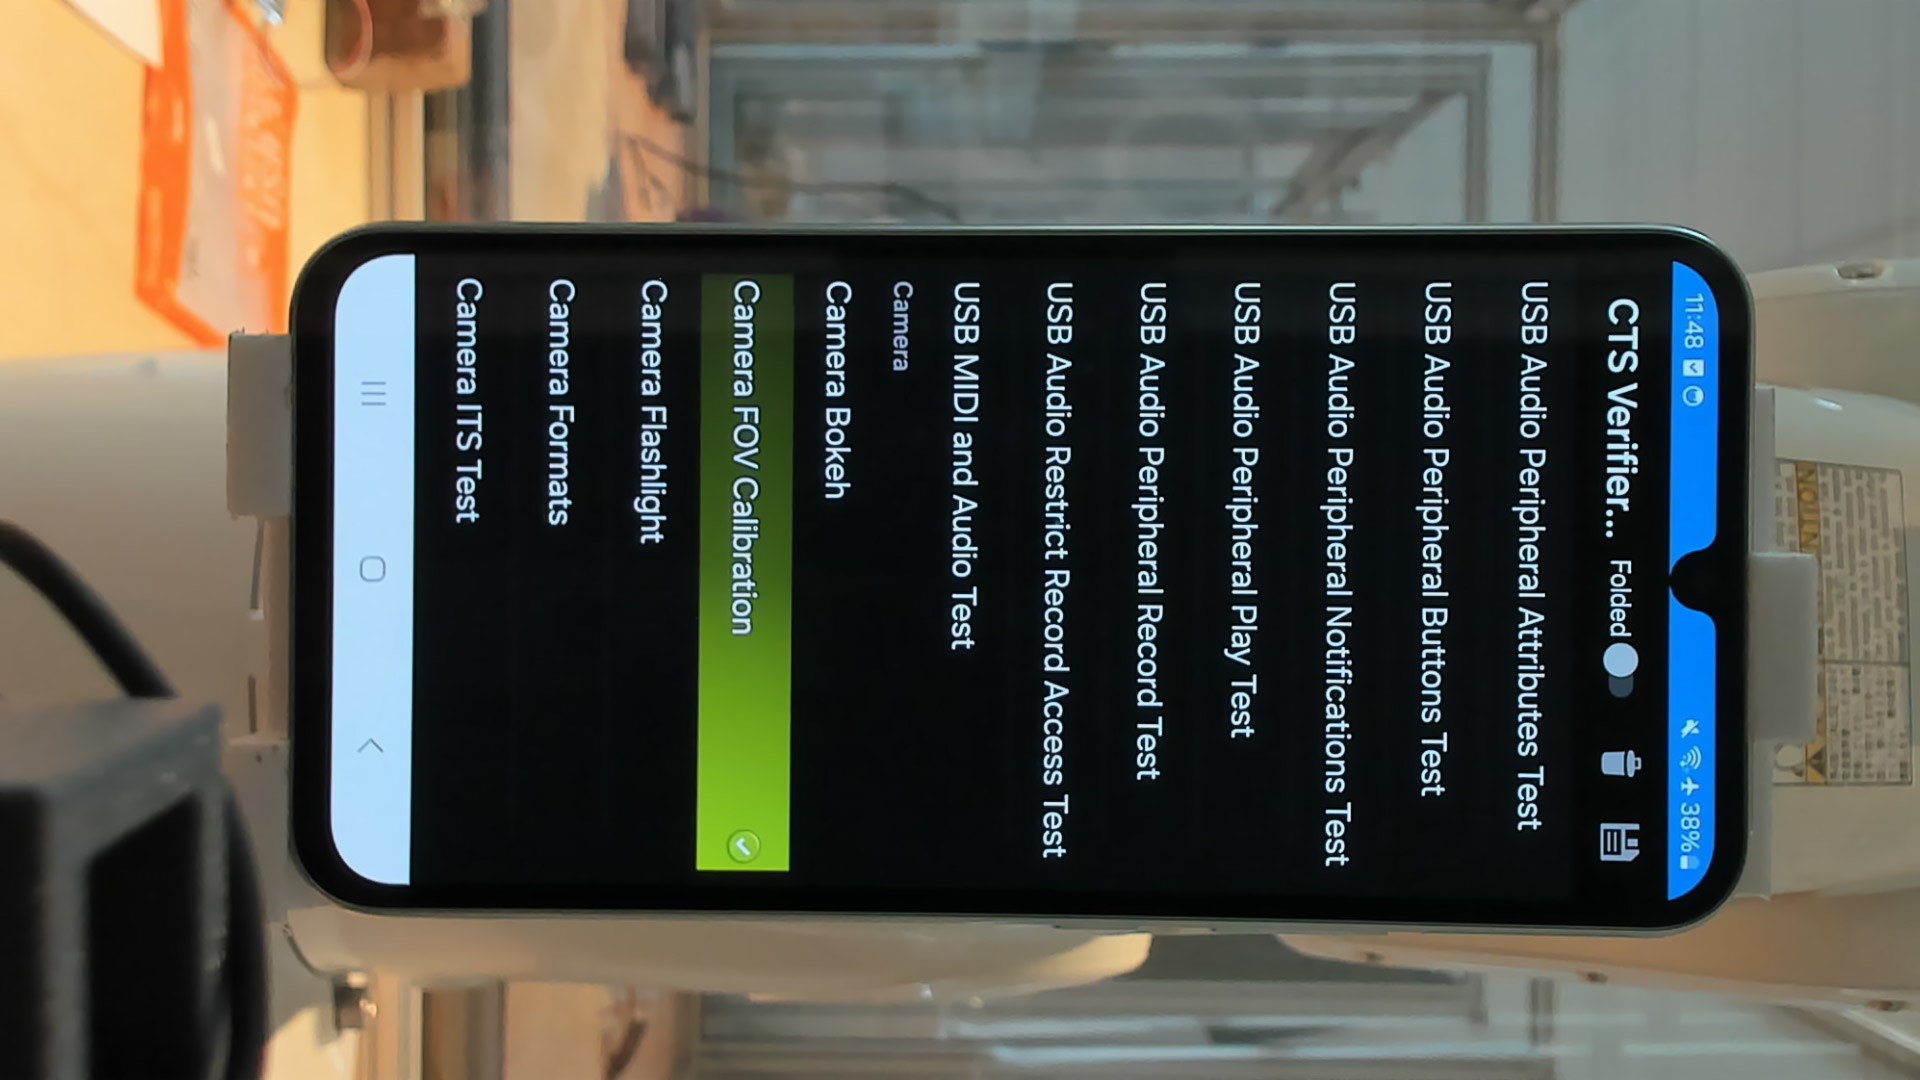 11:48
38%
CTS Verifier...
Folded
USB Audio Peripheral Attributes Test
USB Audio Peripheral Buttons Test
USB Audio Peripheral Notifications Test
USB Audio Peripheral Play Test
USB Audio Peripheral Record Test
USB Audio Restrict Record Access Test
USB MIDI and Audio Test
Camera
Camera Bokeh
Camera FOV Calibration
Camera Flashlight
Camera Formats
Camera ITS Test